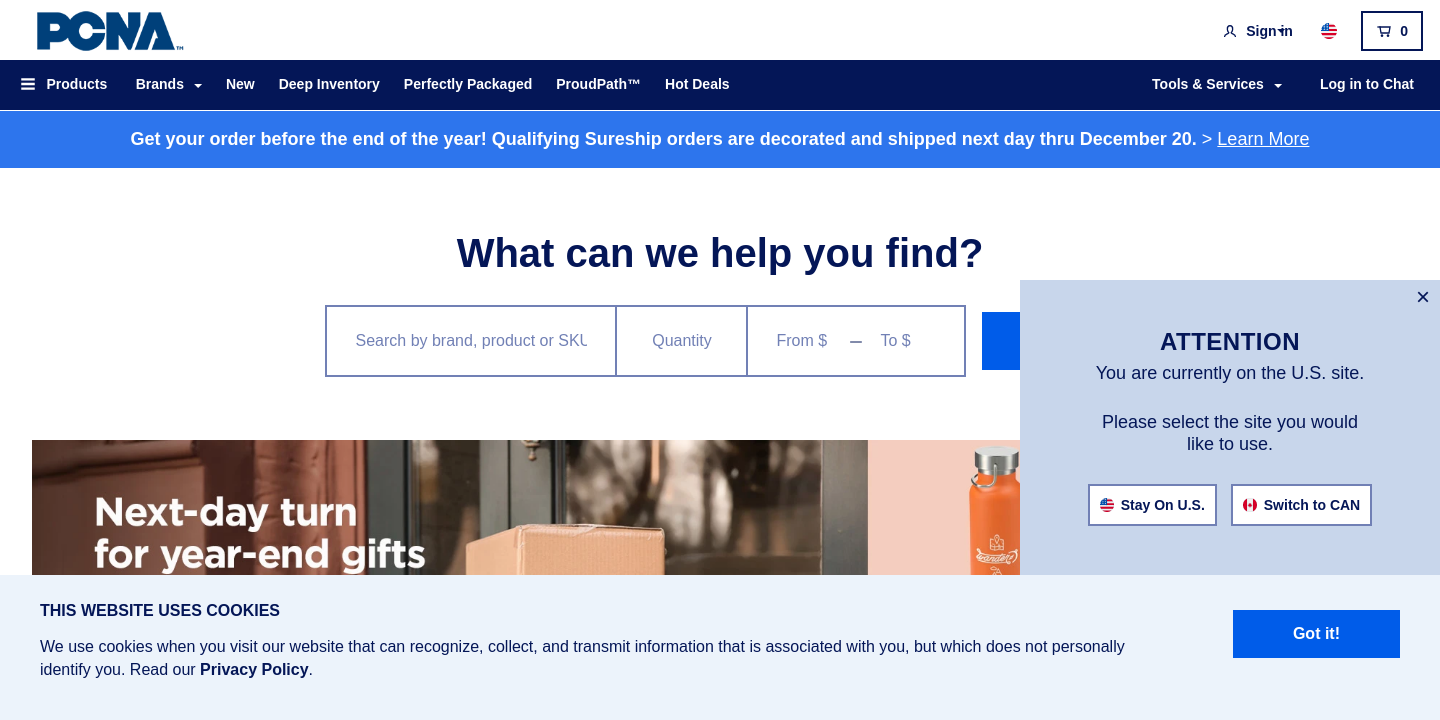 PCNA™
Sign in
0
Products
Brands
New
Deep Inventory
Perfectly Packaged
ProudPath™
Hot Deals
Tools & Services
Log in to Chat
Get your order before the end of the year! Qualifying Sureship orders are decorated and shipped next day thru December 20. > Learn More
What can we help you find?
Search by brand, product or SKU
Quantity
From $
–
To $
×
ATTENTION
You are currently on the U.S. site.
Please select the site you would
like to use.
Stay On U.S.
Switch to CAN
Next-day turn
for year-end gifts
wander
THIS WEBSITE USES COOKIES
We use cookies when you visit our website that can recognize, collect, and transmit information that is associated with you, but which does not personally
identify you. Read our Privacy Policy.
Got it!